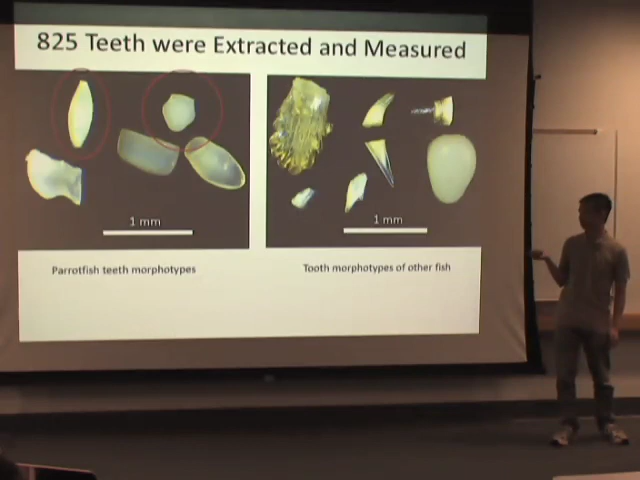 825 Teeth were Extracted and Measured
1 mm
1 mm
Parrotfish teeth morphotypes
Tooth morphotypes of other fish